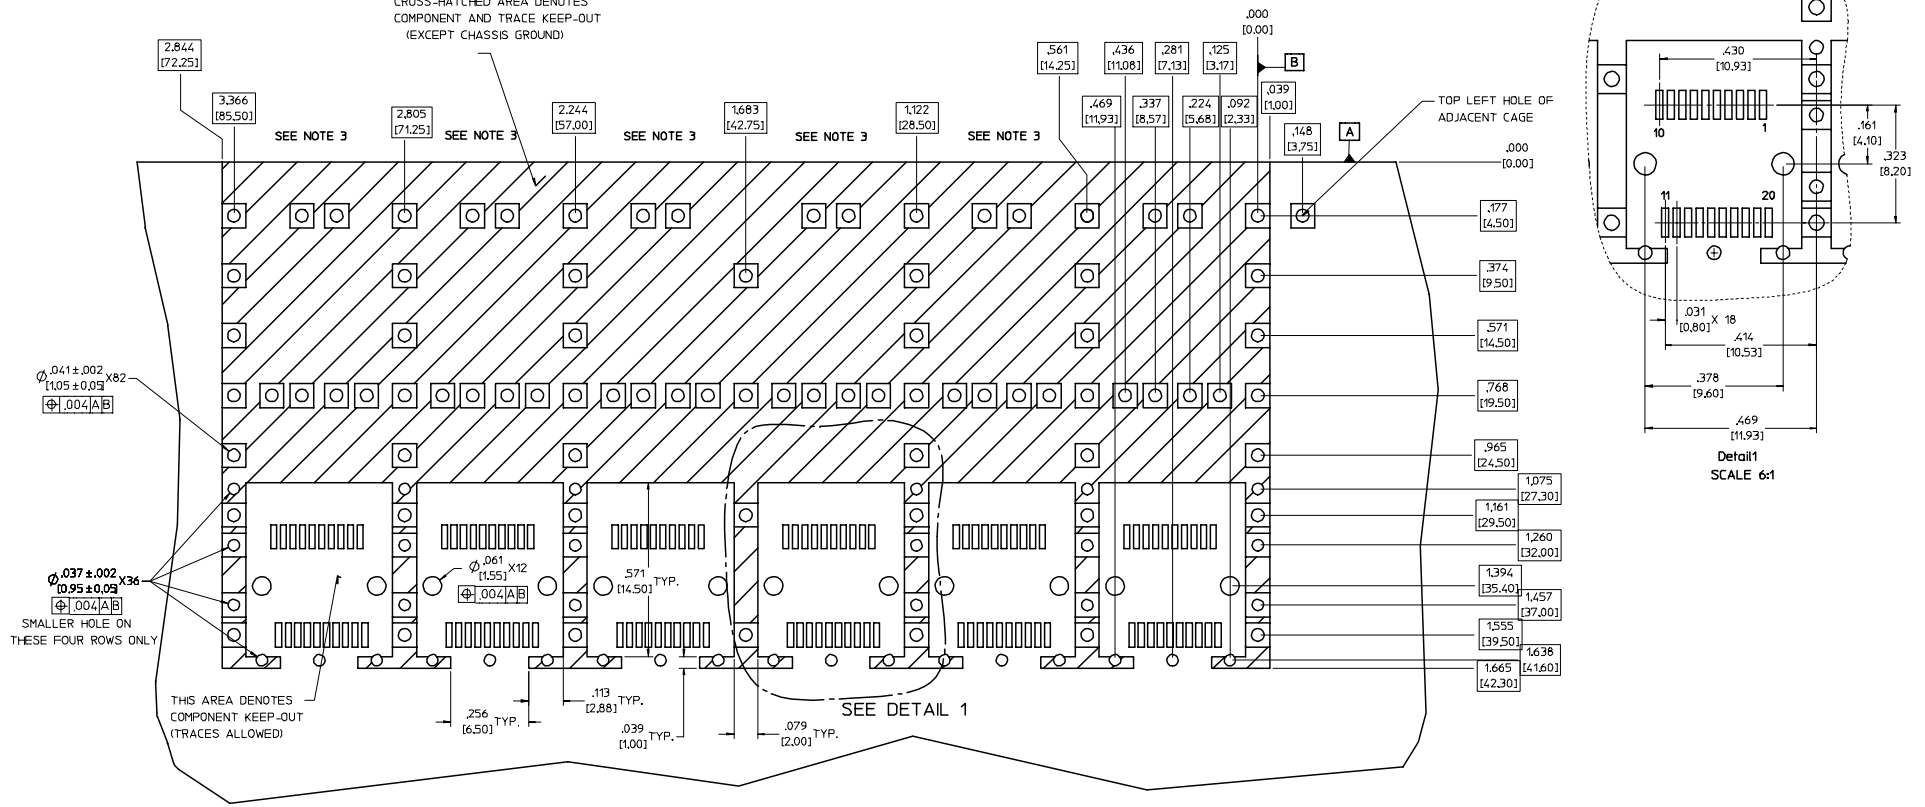 CROSS-HATCHED AREA DENOTES
COMPONENT AND TRACE KEEP-OUT
(EXCEPT CHASSIS GROUND)
2.844
[72.25]
3.366
[85.50]
SEE NOTE 3
2.805
[71.25]
SEE NOTE 3
2.244
[57.00]
SEE NOTE 3
1.683
[42.75]
SEE NOTE 3
1.122
[28.50]
SEE NOTE 3
.561
[14.25]
.469
[11.93]
.436
[11.08]
.337
[8.57]
.281
[7.13]
.224
[5.68]
.125
[3.17]
.092
[2.33]
.000
[0.00]
B
.039
[1.00]
.148
[3.75]
A
TOP LEFT HOLE OF
ADJACENT CAGE
.000
[0.00]
.177
[4.50]
.374
[9.50]
.571
[14.50]
.768
[19.50]
.965
[24.50]
1.075
[27.30]
1.161
[29.50]
1.260
[32.00]
1.394
[35.40]
1.457
[37.00]
1.555
[39.50]
1.638
[41.60]
1.665
[42.30]
Ø .041±.002
[1.05±0.05] X82
⌖ .004 A B
Ø .037±.002
[0.95±0.05] X36
⌖ .004 A B
SMALLER HOLE ON
THESE FOUR ROWS ONLY
Ø .061
[1.55] X12
⌖ .004 A B
.571
[14.50] TYP.
THIS AREA DENOTES
COMPONENT KEEP-OUT
(TRACES ALLOWED)
.256
[6.50] TYP.
.113
[2.88] TYP.
.039
[1.00] TYP.
.079
[2.00] TYP.
SEE DETAIL 1
.430
[10.93]
10
1
.161
[4.10]
.323
[8.20]
11
20
.031
[0.80] X 18
.414
[10.53]
.378
[9.60]
.469
[11.93]
Detail1
SCALE 6:1